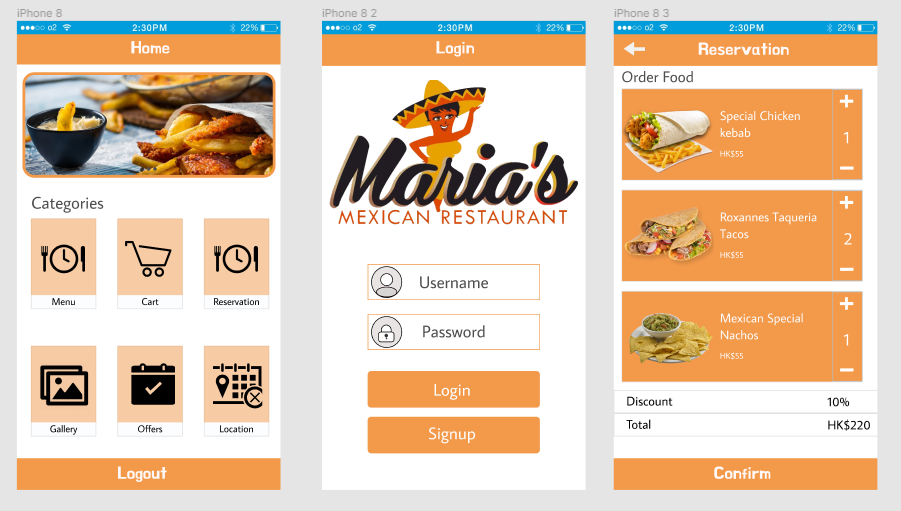 iPhone 8
o2 2:30PM 22%
Home
Categories
Menu
Cart
Reservation
Gallery
Offers
Location
Logout
iPhone 8 2
o2 2:30PM 22%
Login
Maria's
MEXICAN RESTAURANT
Username
Password
Login
Signup
iPhone 8 3
o2 2:30PM 22%
Reservation
Order Food
Special Chicken
kebab
HK$55
+
1
−
Roxannes Taqueria
Tacos
HK$55
+
2
−
Mexican Special
Nachos
HK$55
+
1
−
Discount 10%
Total HK$220
Confirm